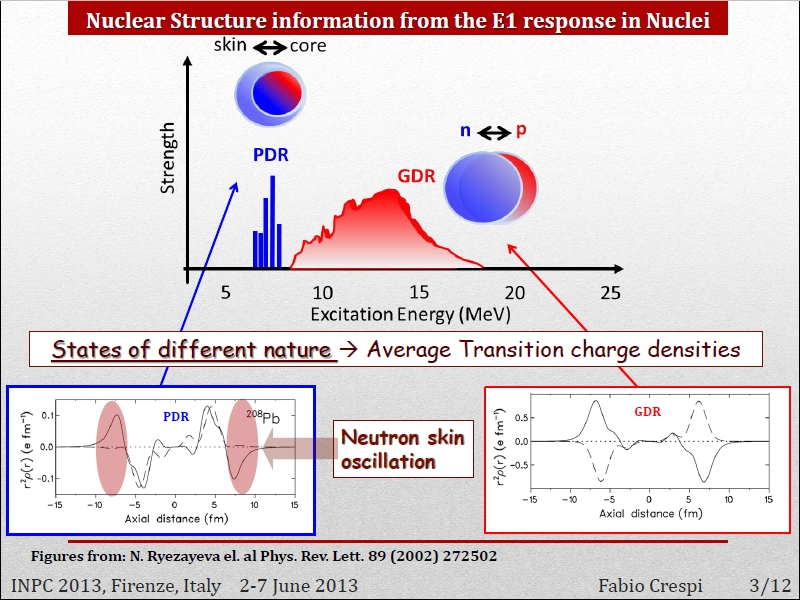 Nuclear Structure information from the E1 response in Nuclei
skin core
n p
PDR
GDR
Strength
5 10 15 20 25
Excitation Energy (MeV)
States of different nature → Average Transition charge densities
PDR
208Pb
r²ρ(r) (e fm⁻¹)
0.1
0.0
−0.1
−15 −10 −5 0 5 10 15
Axial distance (fm)
Neutron skin
oscillation
GDR
r²ρ(r) (e fm⁻¹)
0.5
0.0
−0.5
−15 −10 −5 0 5 10 15
Axial distance (fm)
Figures from: N. Ryezayeva el. al Phys. Rev. Lett. 89 (2002) 272502
INPC 2013, Firenze, Italy 2-7 June 2013 Fabio Crespi 3/12